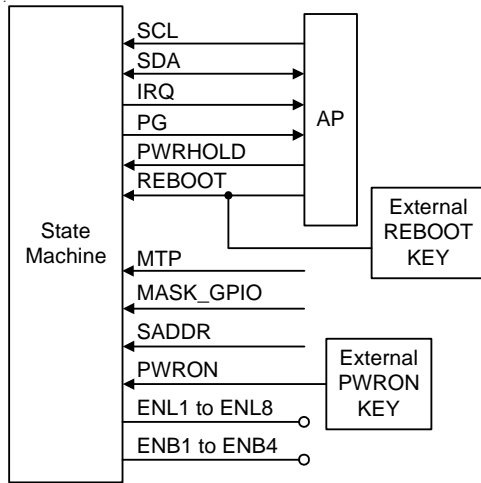 SCL
SDA
IRQ
PG
PWRHOLD
REBOOT
AP
External
REBOOT
KEY
State
Machine
MTP
MASK_GPIO
SADDR
PWRON
External
PWRON
KEY
ENL1 to ENL8
ENB1 to ENB4